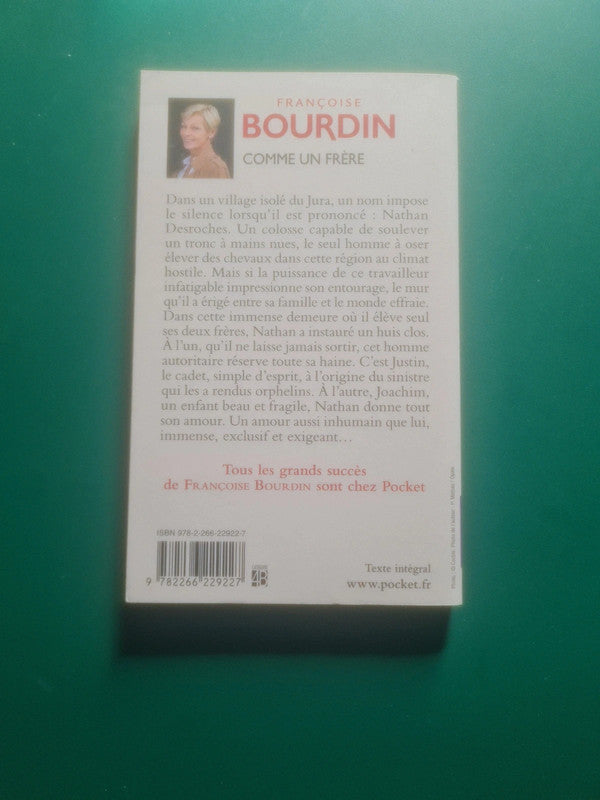 FRANÇOISE
BOURDIN
COMME UN FRÈRE
Dans un village isolé du Jura, un nom impose
le silence lorsqu'il est prononcé : Nathan
Desroches. Un colosse capable de soulever
un tronc à mains nues, le seul homme à oser
élever des chevaux dans cette région au climat
hostile. Mais si la puissance de ce travailleur
infatigable impressionne son entourage, le mur
qu'il a érigé entre sa famille et le monde effraie.
Dans cette immense demeure où il élève seul
ses deux frères, Nathan a instauré un huis clos.
À l'un, qu'il ne laisse jamais sortir, cet homme
autoritaire réserve toute sa haine. C'est Justin,
le cadet, simple d'esprit, à l'origine du sinistre
qui les a rendus orphelins. À l'autre, Joachim,
un enfant beau et fragile, Nathan donne tout
son amour. Un amour aussi inhumain que lui,
immense, exclusif et exigeant…
Tous les grands succès
de FRANÇOISE BOURDIN sont chez Pocket
ISBN 978-2-266-22922-7
9 782266 229227
4B
Texte intégral
www.pocket.fr